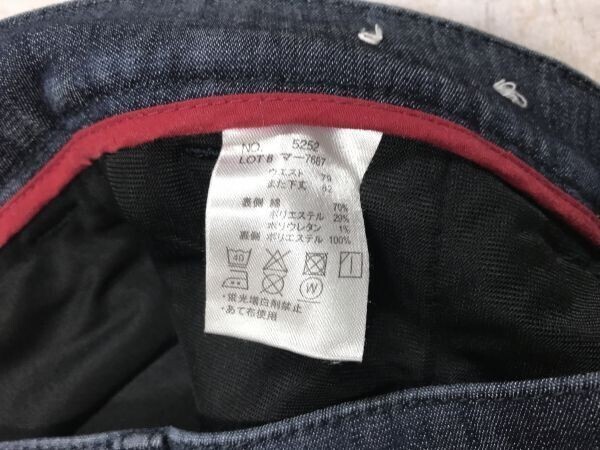 NO. 5252
LOT 8 マー7687
ウエスト 79
また下丈 82
裏側 綿 70%
ポリエステル 29%
ポリウレタン 1%
裏側 ポリエステル 100%
40
W
・蛍光増白剤禁止
・あて布使用